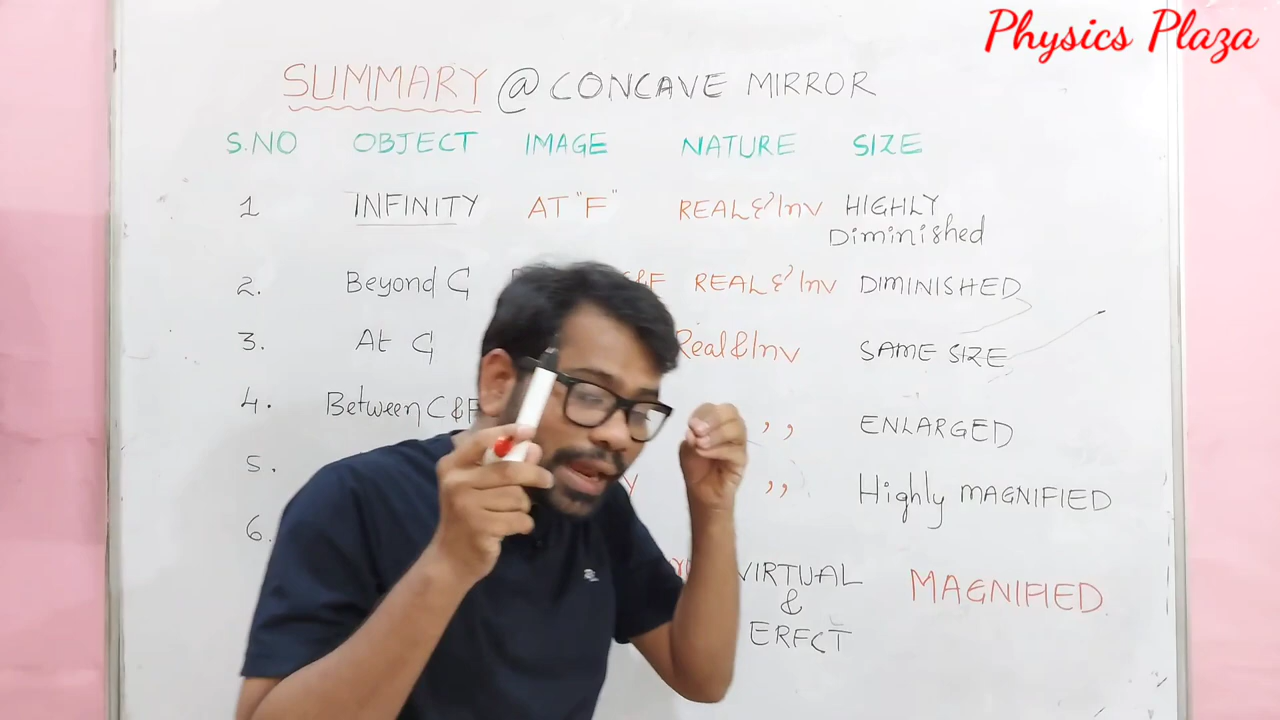 Physics Plaza
SUMMARY @ CONCAVE MIRROR
S.NO OBJECT IMAGE NATURE SIZE
1 INFINITY AT "F" REAL & Inv HIGHLY
Diminished
2. Beyond C &F REAL & Inv DIMINISHED
3. At C Real & Inv SAME SIZE
4. Between C & F ,, ENLARGED
5. Y ,, Highly MAGNIFIED
6. VIRTUAL MAGNIFIED
&
ERECT